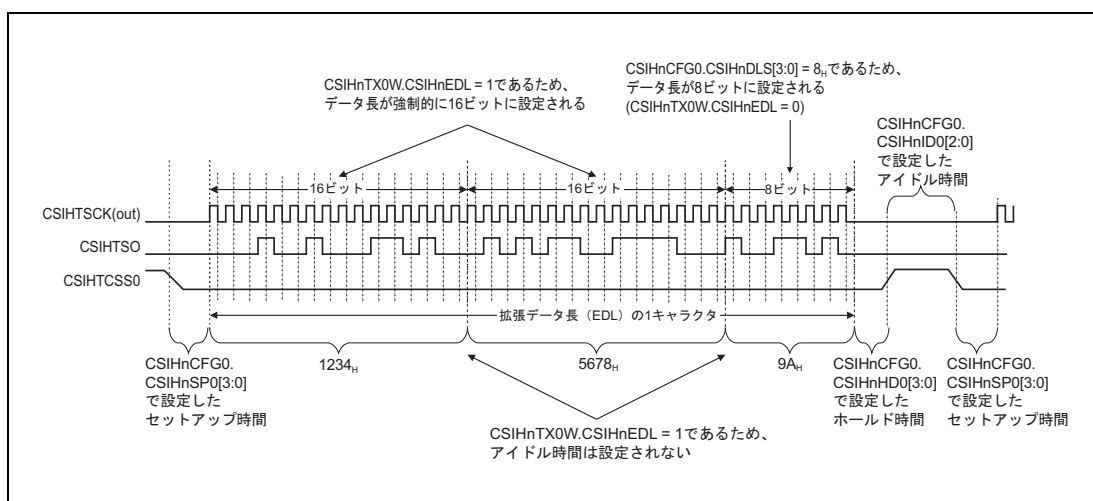 CSIHnTX0W.CSIHnEDL = 1であるため、
データ長が強制的に16ビットに設定される
CSIHnCFG0.CSIHnDLS[3:0] = 8Hであるため、
データ長が8ビットに設定される
(CSIHnTX0W.CSIHnEDL = 0)
CSIHnCFG0.
CSIHnID0[2:0]
で設定した
アイドル時間
16ビット
16ビット
8ビット
CSIHTSCK(out)
CSIHTSO
CSIHTCSS0
拡張データ長（EDL）の1キャラクタ
CSIHnCFG0.
CSIHnSP0[3:0]
で設定した
セットアップ時間
1234H
5678H
9AH
CSIHnCFG0.
CSIHnHD0[3:0]
で設定した
ホールド時間
CSIHnCFG0.
CSIHnSP0[3:0]
で設定した
セットアップ時間
CSIHnTX0W.CSIHnEDL = 1であるため、
アイドル時間は設定されない